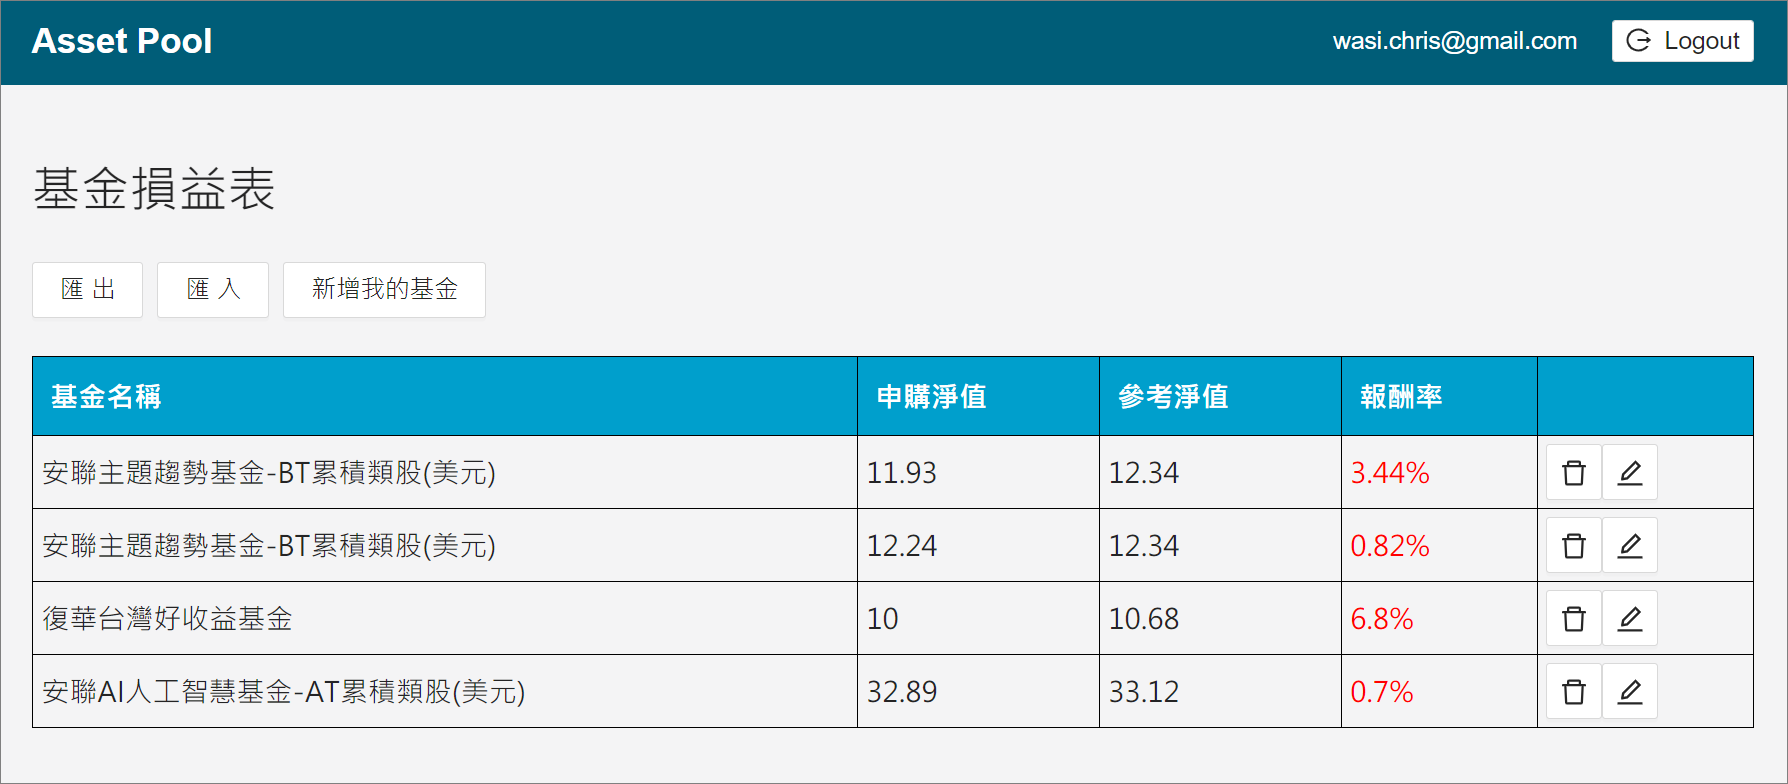 Asset Pool wasi.chris@gmail.com Logout
基金損益表
匯出 匯入 新增我的基金
基金名稱 申購淨值 參考淨值 報酬率
安聯主題趨勢基金-BT累積類股(美元) 11.93 12.34 3.44%
安聯主題趨勢基金-BT累積類股(美元) 12.24 12.34 0.82%
復華台灣好收益基金 10 10.68 6.8%
安聯AI人工智慧基金-AT累積類股(美元) 32.89 33.12 0.7%